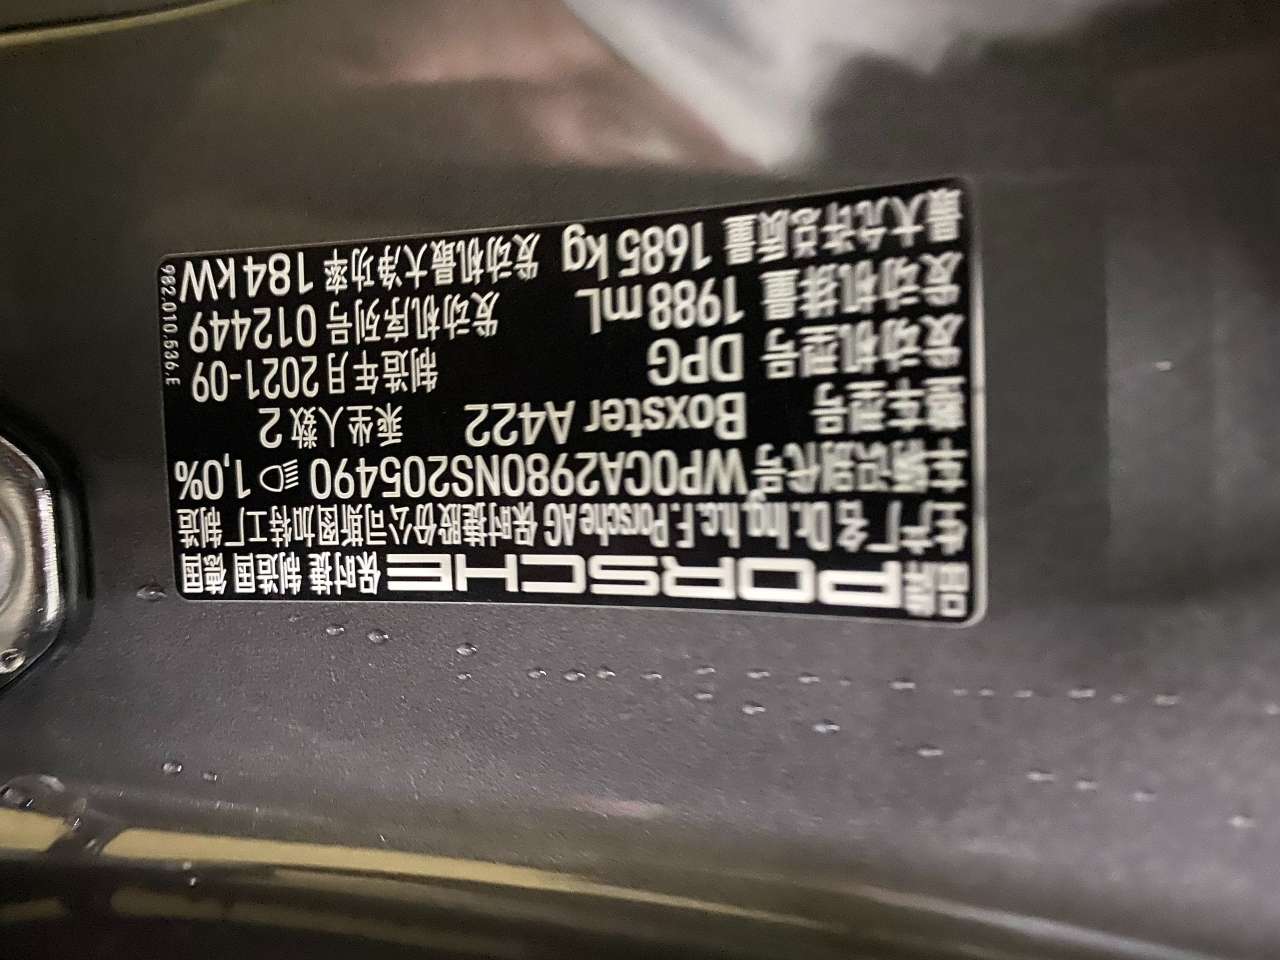 品牌 PORSCHE 保时捷 制造国 德国
生产厂名 Dr. Ing. h.c. F. Porsche AG 保时捷股份公司斯图加特工厂制造
车辆识别代号 WP0CA2980NS205490 1,0%
整车型号 Boxster A422 乘坐人数 2
发动机型号 DPG 制造年月 2021-09
发动机排量 1988 mL 发动机序列号 012449
最大允许总质量 1685 kg 发动机最大净功率 184 kW
982.010.536.E